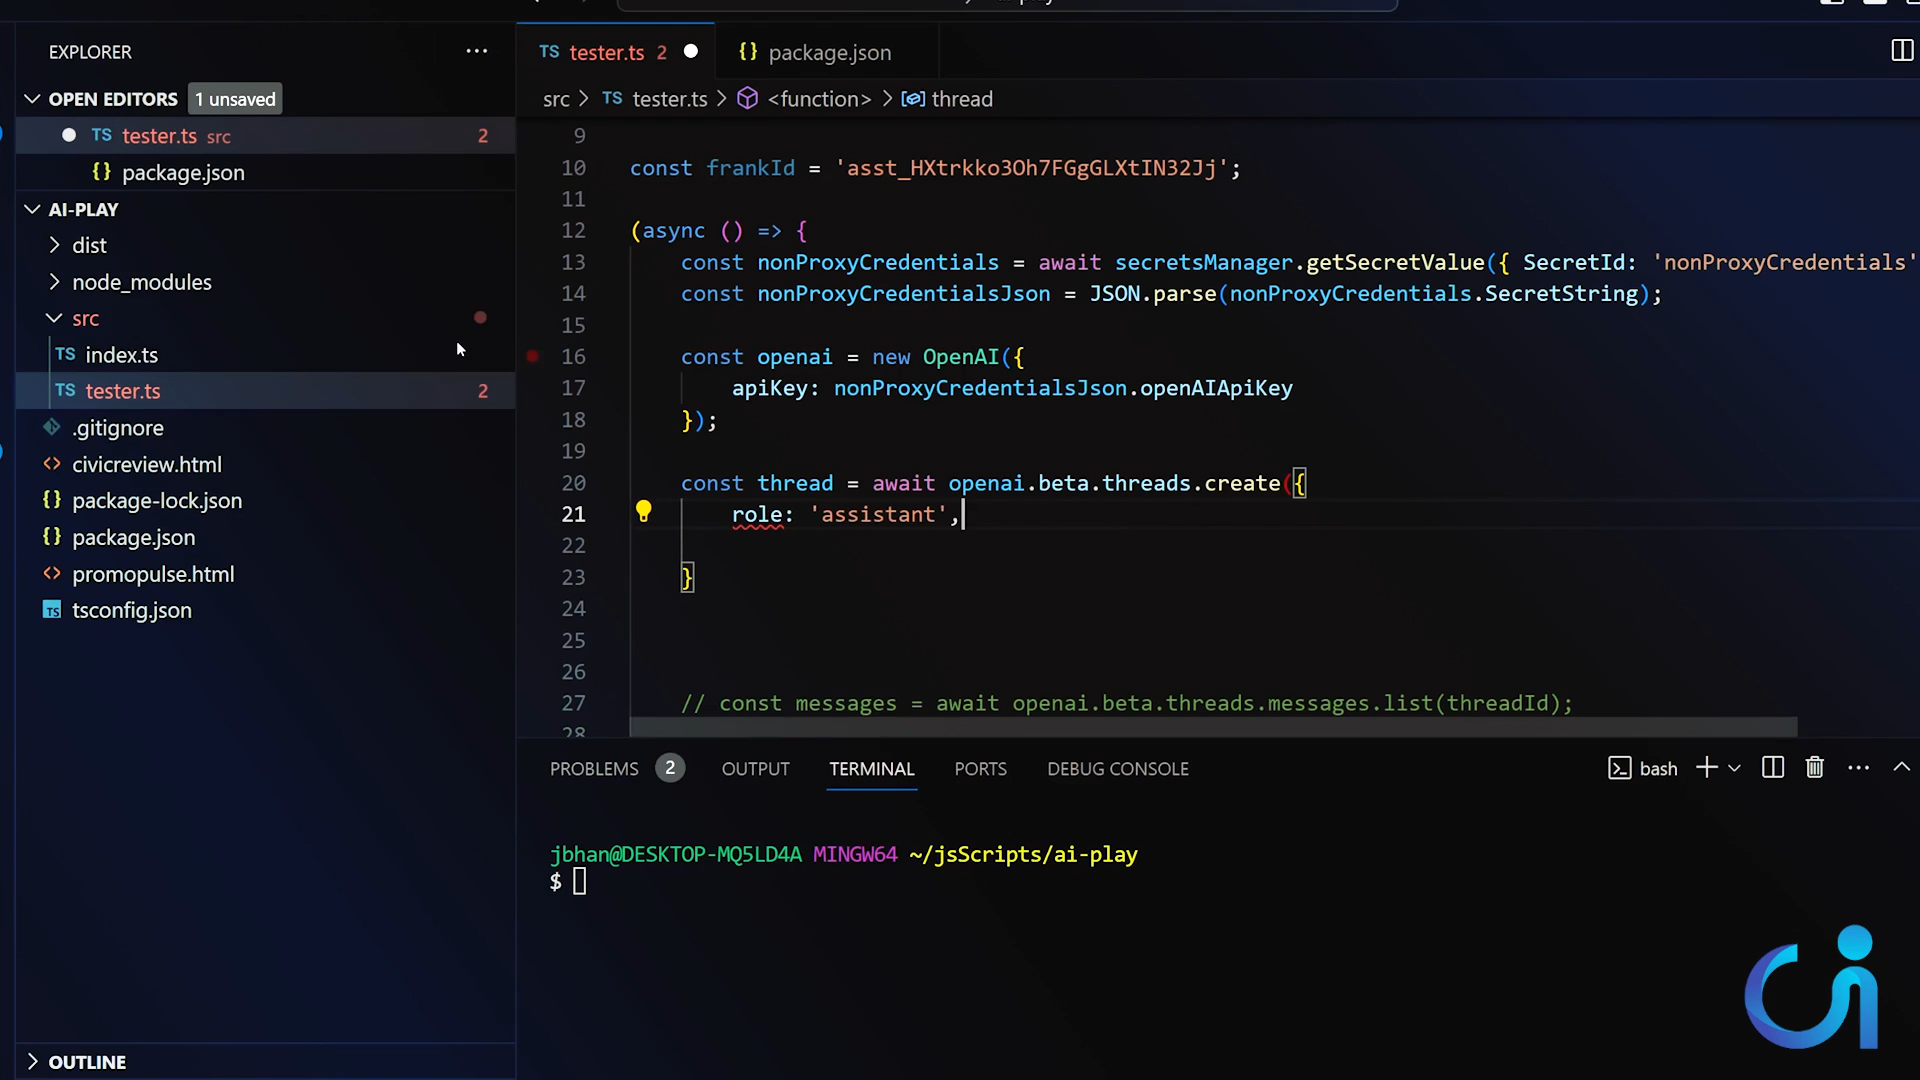 EXPLORER
OPEN EDITORS 1 unsaved
TS tester.ts src 2
{} package.json
AI-PLAY
dist
node_modules
src
TS index.ts
TS tester.ts 2
.gitignore
<> civicreview.html
{} package-lock.json
{} package.json
<> promopulse.html
TS tsconfig.json
OUTLINE
TS tester.ts 2
{} package.json
src > TS tester.ts > <function> > thread
9
10 const frankId = 'asst_HXtrkko3Oh7FGgGLXtIN32Jj';
11
12 (async () => {
13 const nonProxyCredentials = await secretsManager.getSecretValue({ SecretId: 'nonProxyCredentials'
14 const nonProxyCredentialsJson = JSON.parse(nonProxyCredentials.SecretString);
15
16 const openai = new OpenAI({
17 apiKey: nonProxyCredentialsJson.openAIApiKey
18 });
19
20 const thread = await openai.beta.threads.create({
21 role: 'assistant',
22
23 }
24
25
26
27 // const messages = await openai.beta.threads.messages.list(threadId);
28
PROBLEMS 2 OUTPUT TERMINAL PORTS DEBUG CONSOLE bash
jbhan@DESKTOP-MQ5LD4A MINGW64 ~/jsScripts/ai-play
$